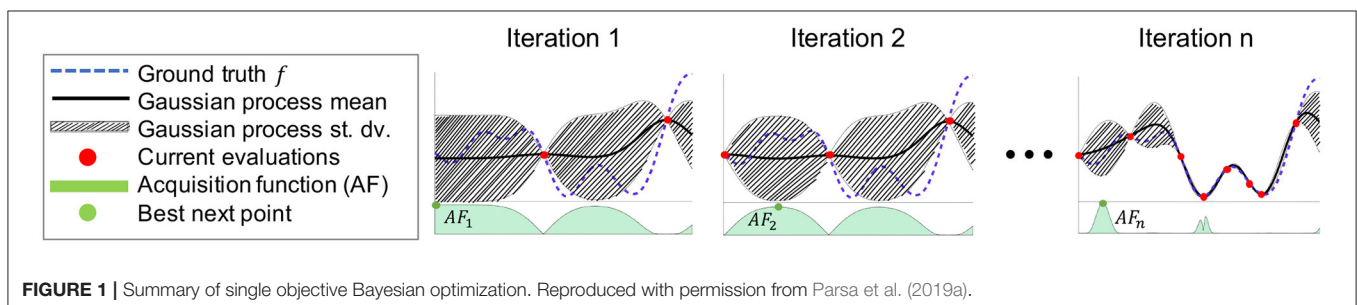 Iteration 1
Iteration 2
Iteration n
Ground truth f
Gaussian process mean
Gaussian process st. dv.
Current evaluations
Acquisition function (AF)
Best next point
AF1
AF2
•••
AFn
FIGURE 1 | Summary of single objective Bayesian optimization. Reproduced with permission from Parsa et al. (2019a).